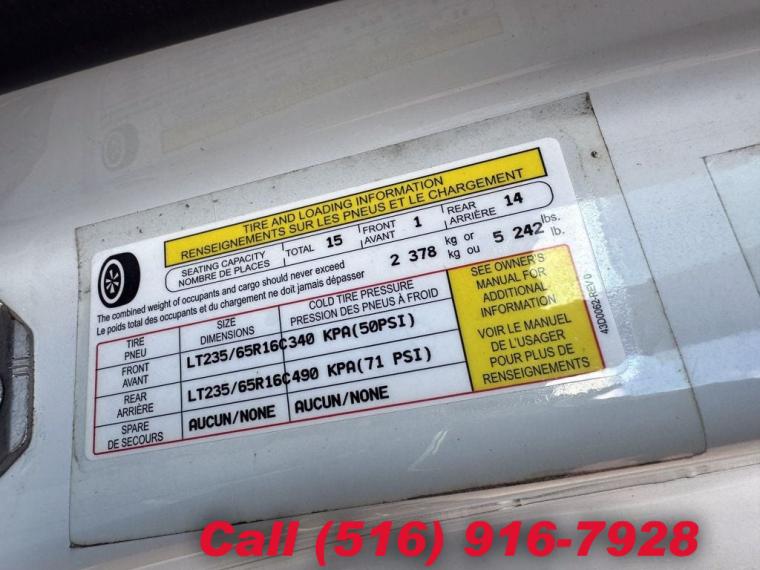 TIRE AND LOADING INFORMATION
RENSEIGNEMENTS SUR LES PNEUS ET LE CHARGEMENT
SEATING CAPACITY
NOMBRE DE PLACES
TOTAL 15
FRONT
AVANT
1
REAR
ARRIÈRE
14
The combined weight of occupants and cargo should never exceed
Le poids total des occupants et du chargement ne doit jamais dépasser
2 378 kg or
kg ou
5 242 lbs.
lb.
TIRE
PNEU
SIZE
DIMENSIONS
COLD TIRE PRESSURE
PRESSION DES PNEUS À FROID
FRONT
AVANT
LT235/65R16C
340 KPA(50PSI)
REAR
ARRIÈRE
LT235/65R16C
490 KPA(71 PSI)
SPARE
DE SECOURS
AUCUN/NONE
AUCUN/NONE
SEE OWNER'S
MANUAL FOR
ADDITIONAL
INFORMATION
VOIR LE MANUEL
DE L'USAGER
POUR PLUS DE
RENSEIGNEMENTS
Call (516) 916-7928